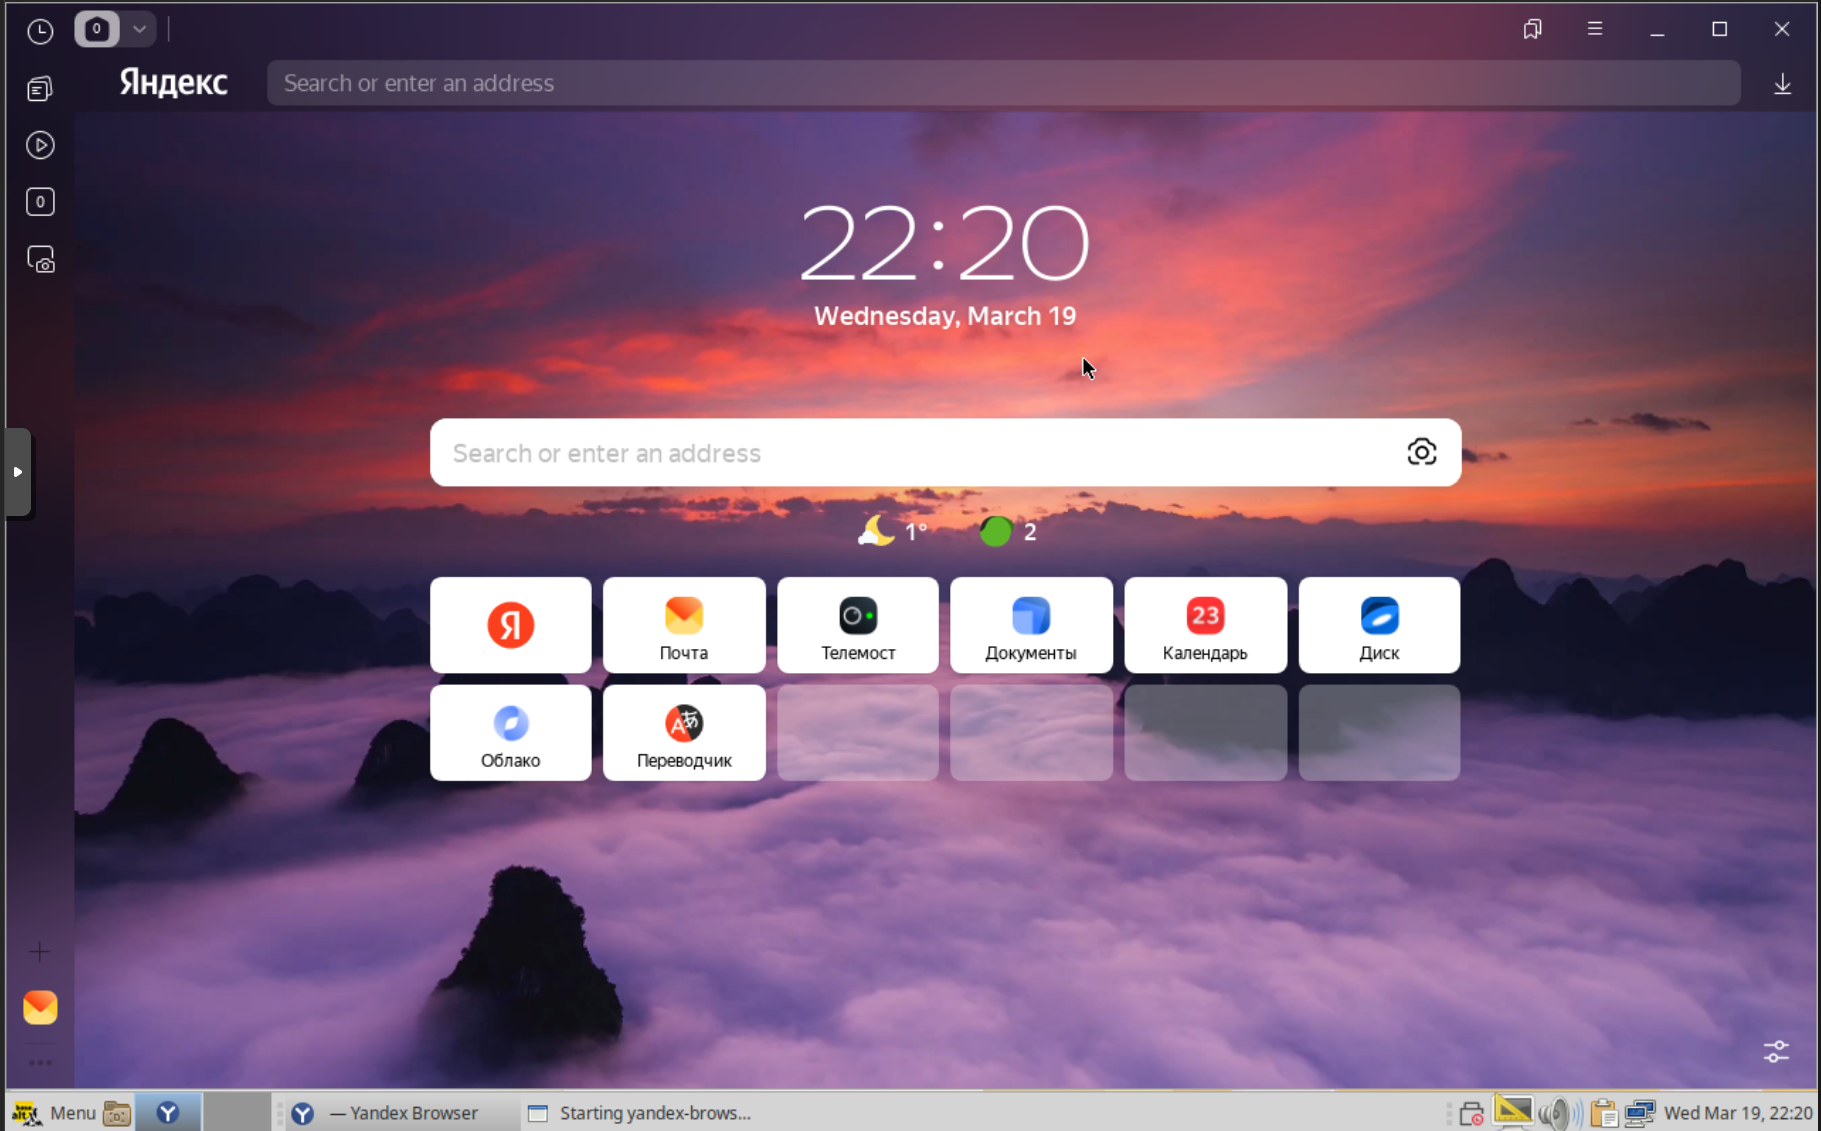 0
Яндекс
Search or enter an address
0
22:20
Wednesday, March 19
Search or enter an address
1° 2
Я
Почта
Телемост
23
Документы
Календарь
Диск
Облако
Переводчик
Menu
Y
Y — Yandex Browser
Starting yandex-brows...
Wed Mar 19, 22:20